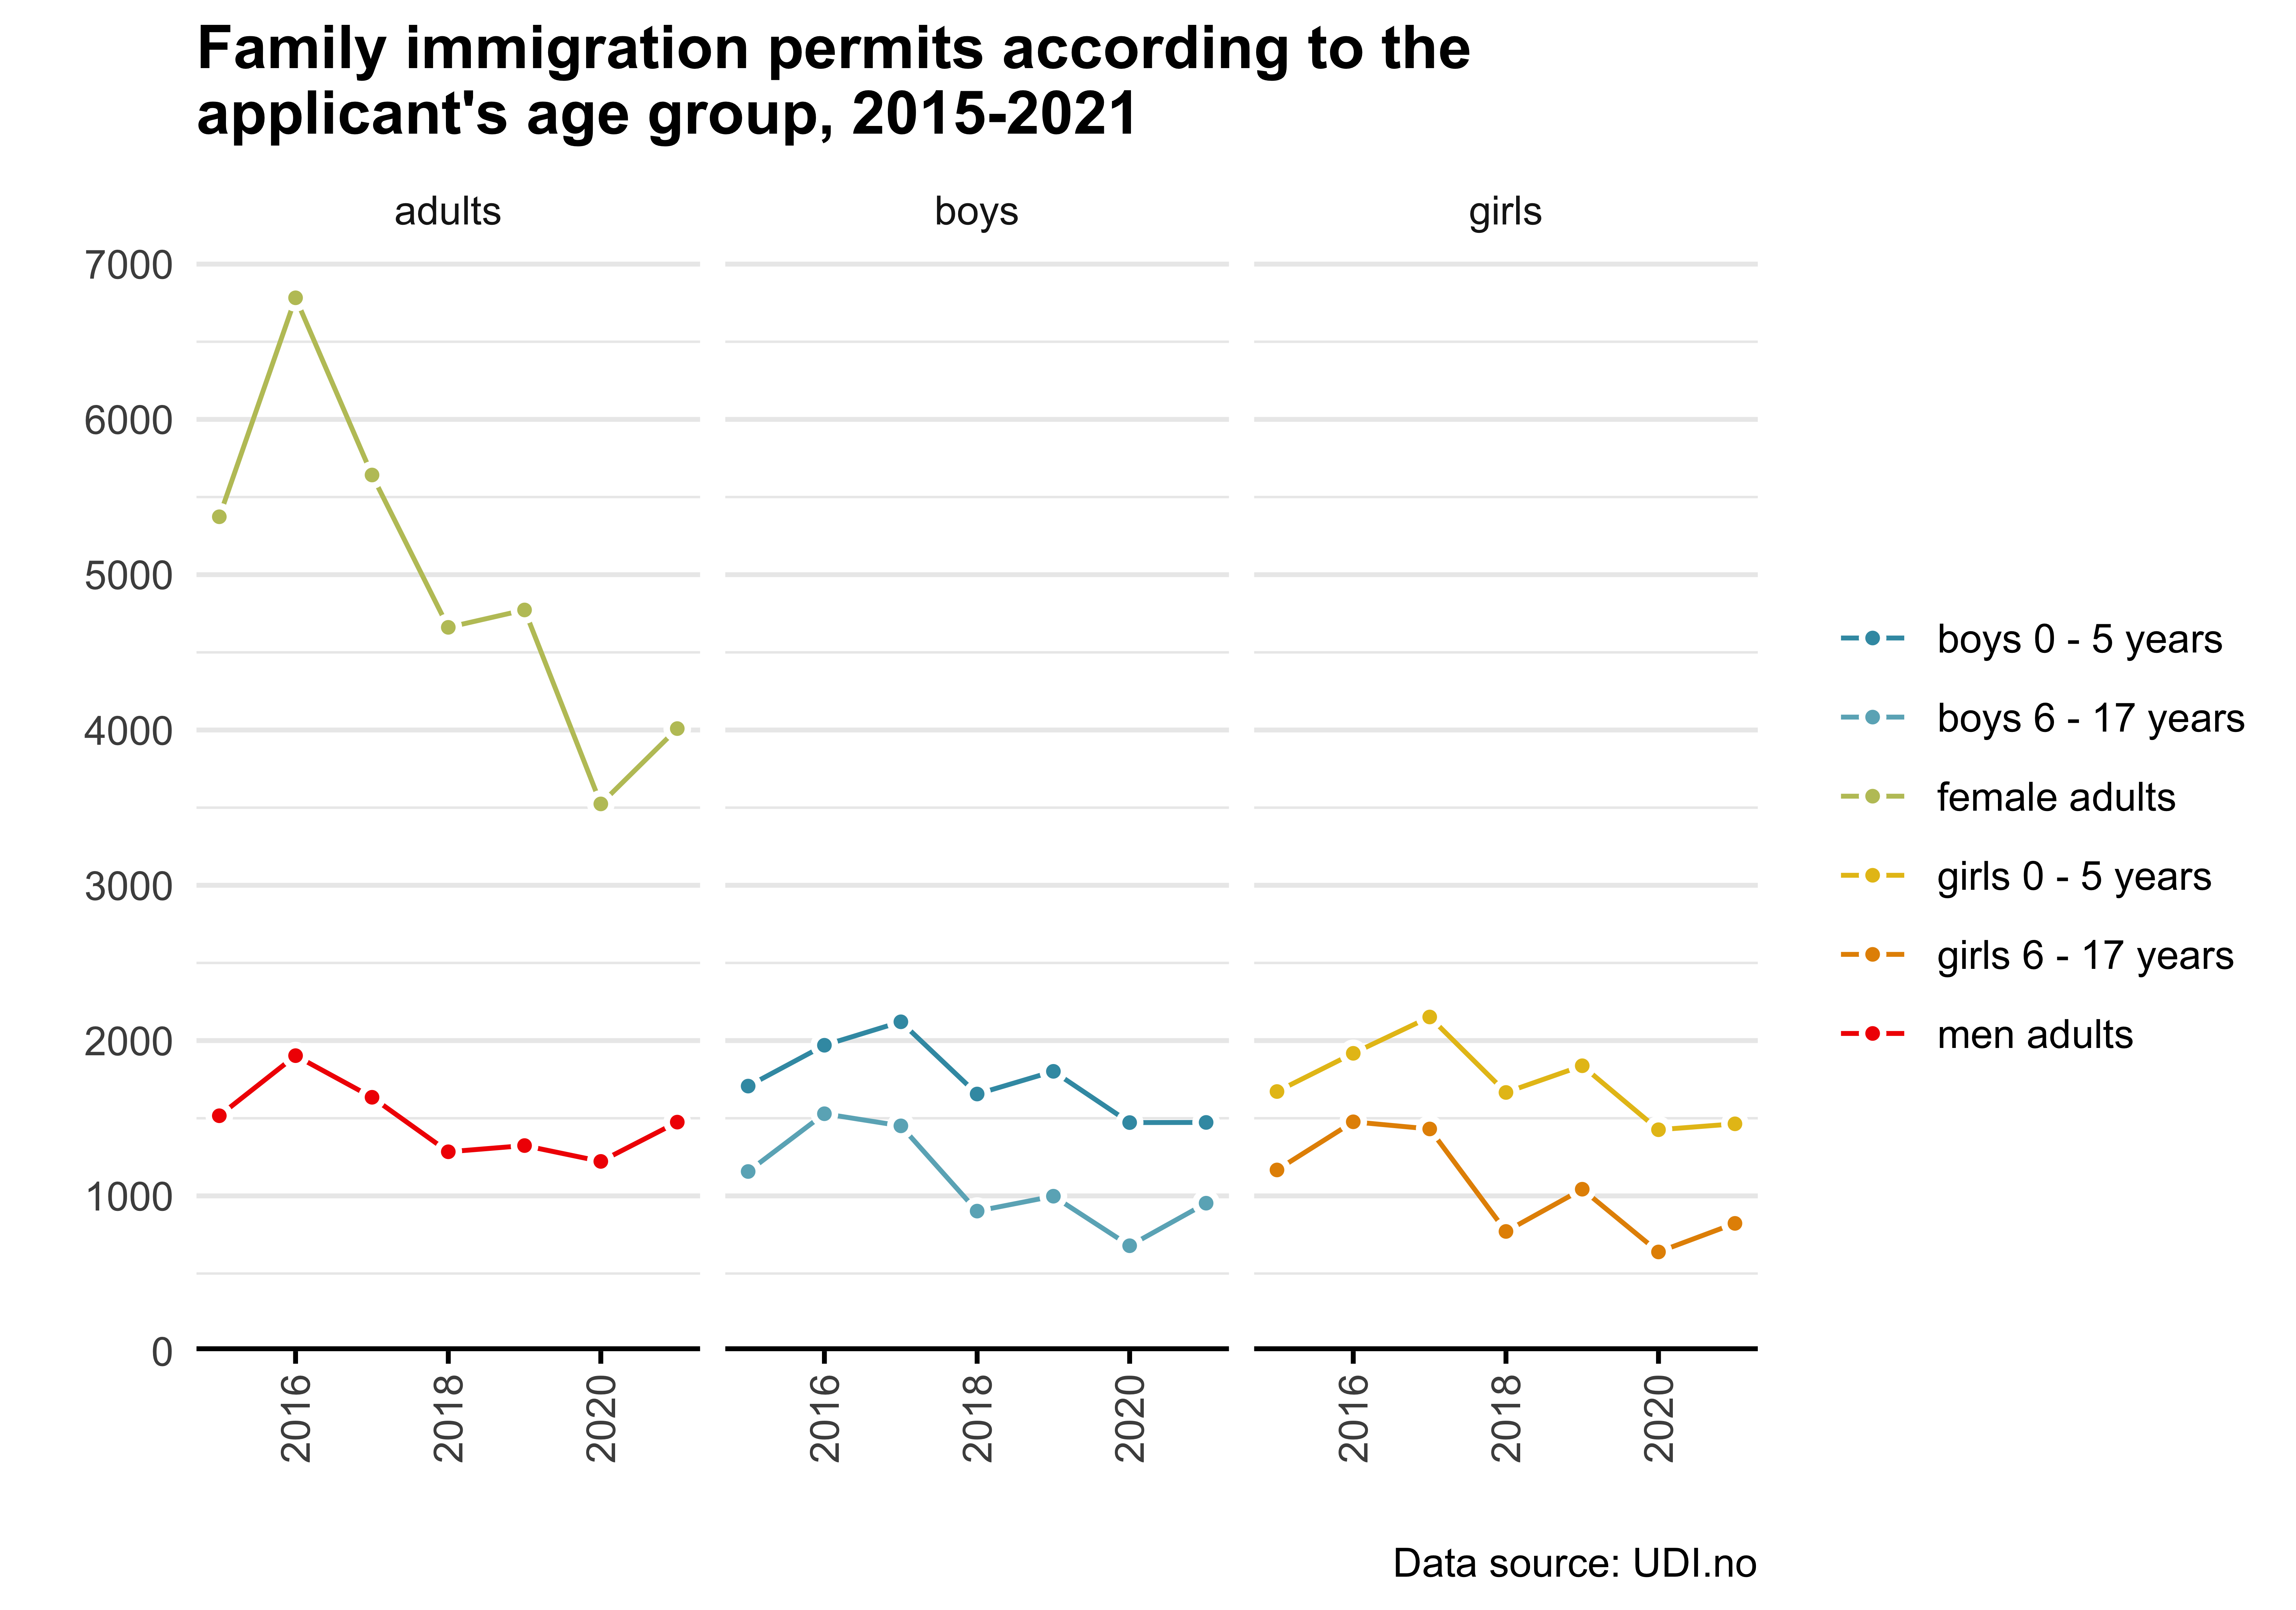 Family immigration permits according to the
applicant's age group, 2015-2021
adults
boys
girls
7000
6000
5000
4000
3000
2000
1000
0
2016
2018
2020
2016
2018
2020
2016
2018
2020
boys 0 - 5 years
boys 6 - 17 years
female adults
girls 0 - 5 years
girls 6 - 17 years
men adults
Data source: UDI.no